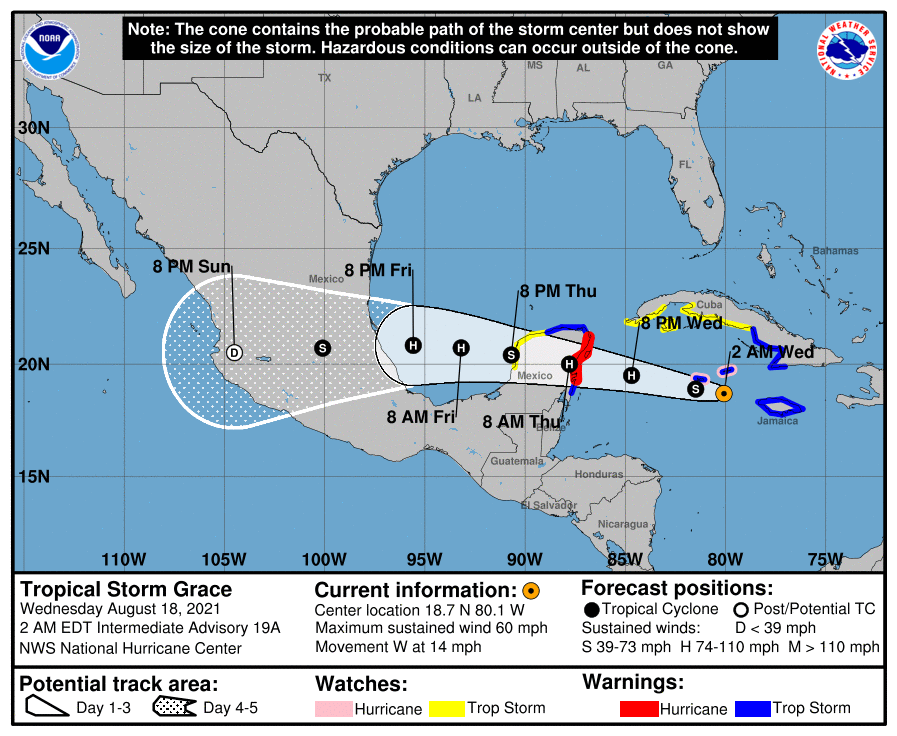 Note: The cone contains the probable path of the storm center but does not show
the size of the storm. Hazardous conditions can occur outside of the cone.
NOAA
NATIONAL WEATHER SERVICE
TX
LA
MS
AL
GA
FL
30N
25N
20N
15N
Bahamas
8 PM Sun
8 PM Fri
Mexico
8 PM Thu
Cuba
8 PM Wed
2 AM Wed
D
S
H
H
S
H
H
S
Mexico
8 AM Fri
8 AM Thu
Belize
Jamaica
Guatemala
Honduras
El Salvador
Nicaragua
110W
105W
100W
95W
90W
85W
80W
75W
Tropical Storm Grace
Wednesday August 18, 2021
2 AM EDT Intermediate Advisory 19A
NWS National Hurricane Center
Current information:
Center location 18.7 N 80.1 W
Maximum sustained wind 60 mph
Movement W at 14 mph
Forecast positions:
Tropical Cyclone Post/Potential TC
Sustained winds: D < 39 mph
S 39-73 mph H 74-110 mph M > 110 mph
Potential track area:
Day 1-3 Day 4-5
Watches:
Hurricane Trop Storm
Warnings:
Hurricane Trop Storm